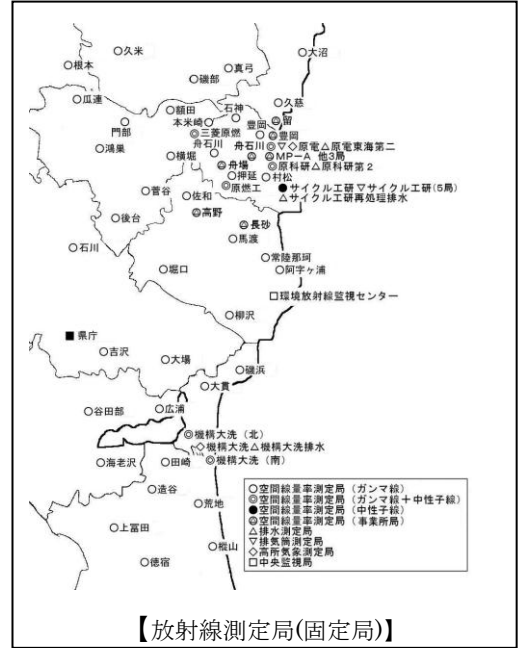 ○久米
○大沼
○根本
○真弓
○磯部
○瓜連
○久慈
○額田
石神
◎留
○門部
本米崎
豊岡
◎豊岡
○鴻巣
◎三菱原燃
◎▽◇原電△原電東海第二
舟石川
舟石川
○横堀
◎MP-A 他3局
◎舟場
◎原科研△原科研第2
○押延
○村松
○菅谷
◎原燃工
●サイクル工研▽サイクル工研(5局)
○佐和
△サイクル工研再処理排水
○後台
◎高野
◎長砂
○石川
○馬渡
○常陸那珂
○堀口
○阿字ヶ浦
□環境放射線監視センター
○柳沢
■県庁
○吉沢
○大場
○磯浜
○大貫
○谷田部
○広浦
◎機構大洗(北)
◇機構大洗△機構大洗排水
○海老沢
○田崎
◎機構大洗(南)
○造谷
○荒地
○上冨田
○樅山
○徳宿
○空間線量率測定局(ガンマ線)
◎空間線量率測定局(ガンマ線+中性子線)
●空間線量率測定局(中性子線)
◎空間線量率測定局(事業所局)
△排水測定局
▽排気筒測定局
◇高所気象測定局
□中央監視局
【放射線測定局(固定局)】